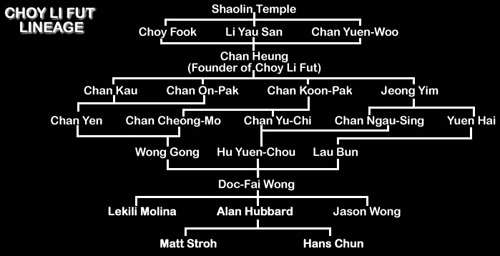 CHOY LI FUT
LINEAGE
Shaolin Temple
Choy Fook Li Yau San Chan Yuen-Woo
Chan Heung
(Founder of Choy Li Fut)
Chan Kau Chan On-Pak Chan Koon-Pak Jeong Yim
Chan Yen Chan Cheong-Mo Chan Yu-Chi Chan Ngau-Sing Yuen Hai
Wong Gong Hu Yuen-Chou Lau Bun
Doc-Fai Wong
Lekili Molina Alan Hubbard Jason Wong
Matt Stroh Hans Chun